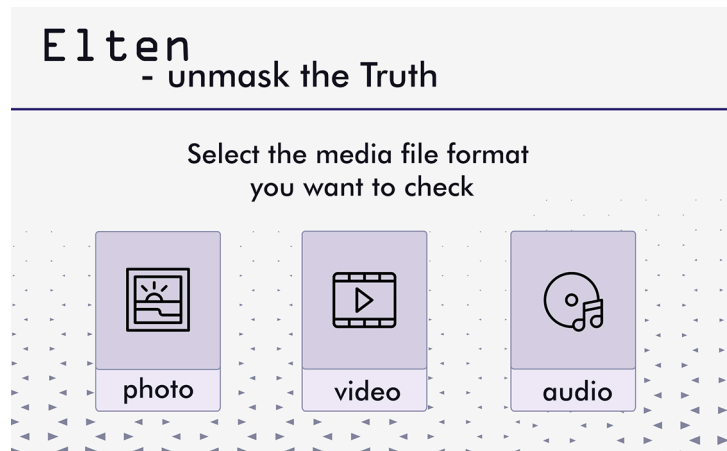 Elten
- unmask the Truth
Select the media file format
you want to check
photo
video
audio